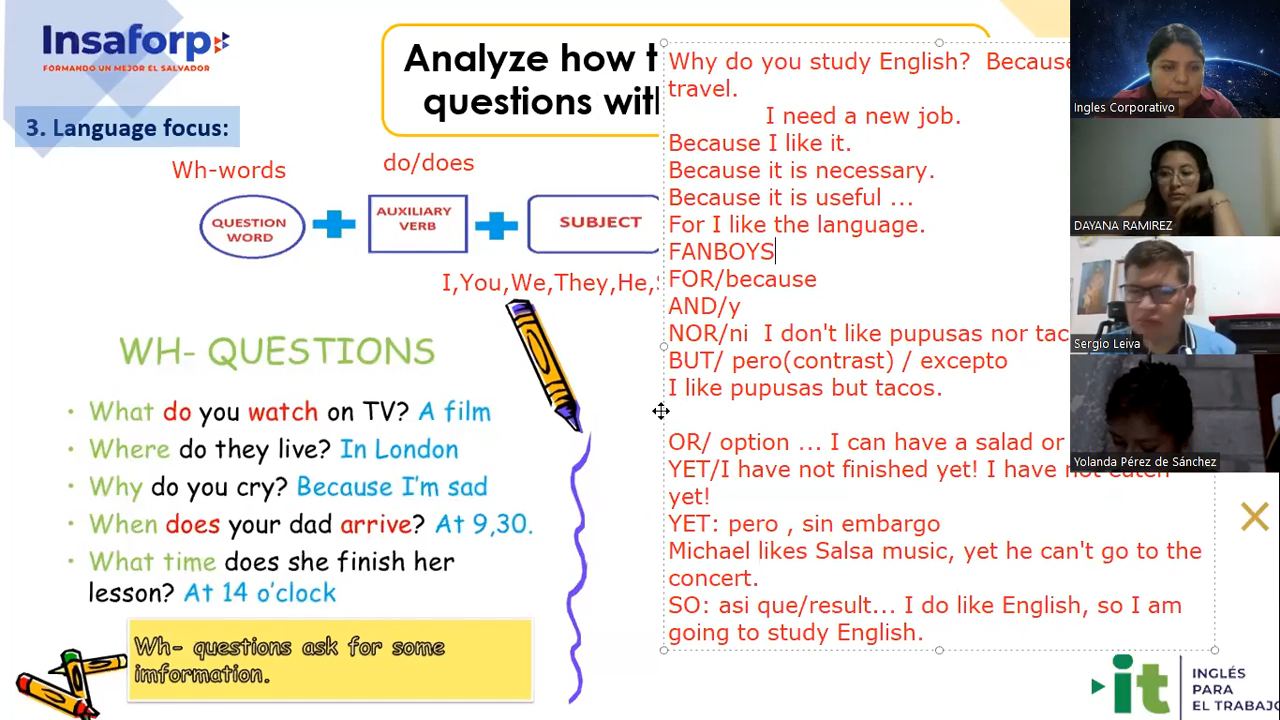 Insaforp
FORMANDO UN MEJOR EL SALVADOR
3. Language focus:
Analyze how t
questions with
Wh-words
do/does
QUESTION
WORD
AUXILIARY
VERB
SUBJECT
I,You,We,They,He,
WH- QUESTIONS
• What do you watch on TV? A film
• Where do they live? In London
• Why do you cry? Because I'm sad
• When does your dad arrive? At 9,30.
• What time does she finish her
lesson? At 14 o'clock
Wh- questions ask for some
imformation.
Why do you study English? Because
travel.
I need a new job.
Because I like it.
Because it is necessary.
Because it is useful ...
For I like the language.
FANBOYS
FOR/because
AND/y
NOR/ni I don't like pupusas nor tac
BUT/ pero(contrast) / excepto
I like pupusas but tacos.
OR/ option ... I can have a salad or
YET/I have not finished yet! I have not eaten
yet!
YET: pero , sin embargo
Michael likes Salsa music, yet he can't go to the
concert.
SO: asi que/result... I do like English, so I am
going to study English.
Ingles Corporativo
DAYANA RAMIREZ
Sergio Leiva
Yolanda Pérez de Sánchez
it
INGLÉS
PARA
EL TRABAJO